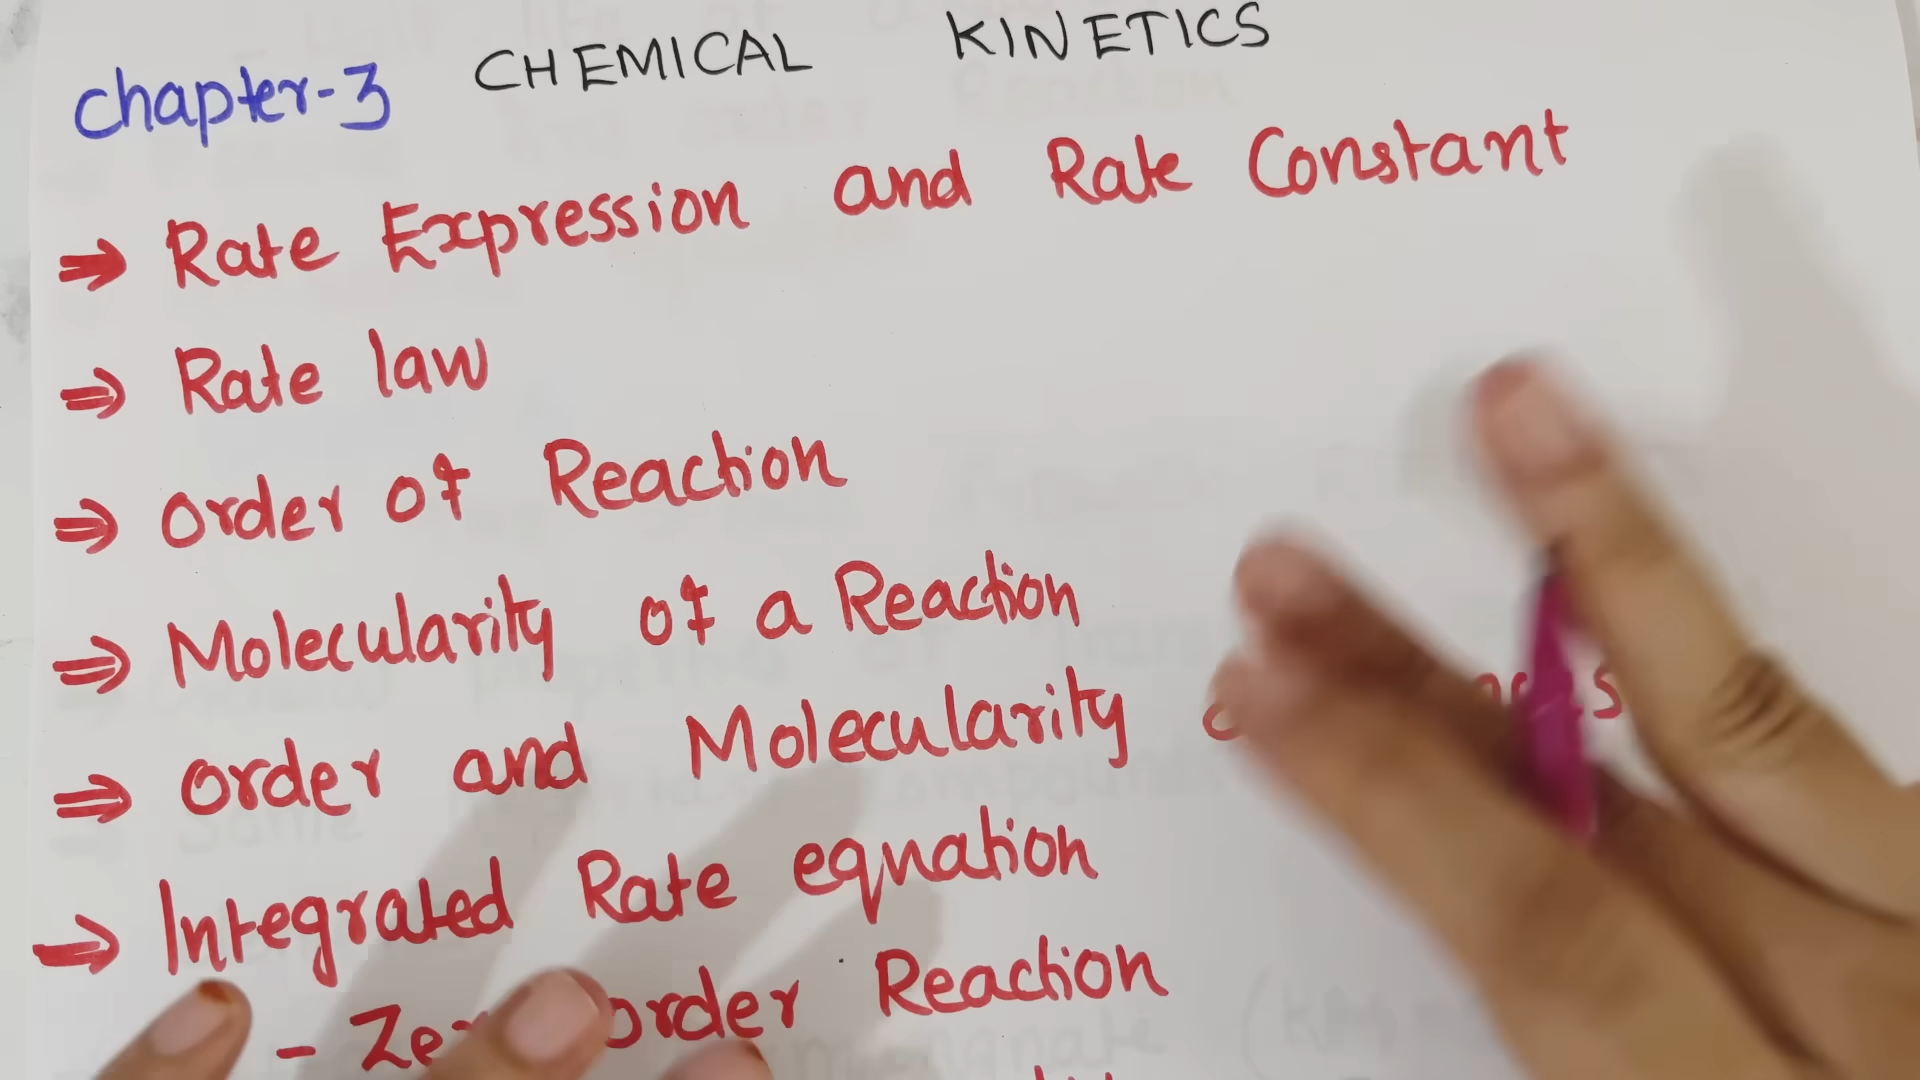 Chapter-3 CHEMICAL KINETICS
⇒ Rate Expression and Rate Constant
⇒ Rate law
⇒ Order of Reaction
⇒ Molecularity of a Reaction
⇒ Order and Molecularity
⇒ Integrated Rate equation
- order Reaction